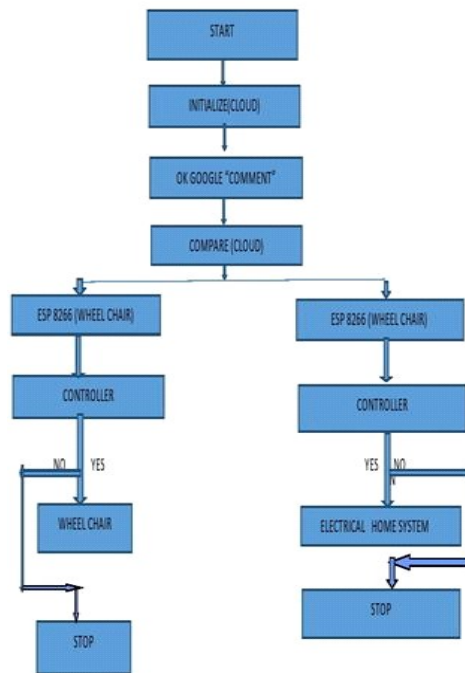 START
INITIALIZE(CLOUD)
OK GOOGLE "COMMENT"
COMPARE (CLOUD)
ESP 8266 (WHEEL CHAIR)
CONTROLLER
NO YES
WHEEL CHAIR
STOP
ESP 8266 (WHEEL CHAIR)
CONTROLLER
YES NO
N
ELECTRICAL HOME SYSTEM
STOP